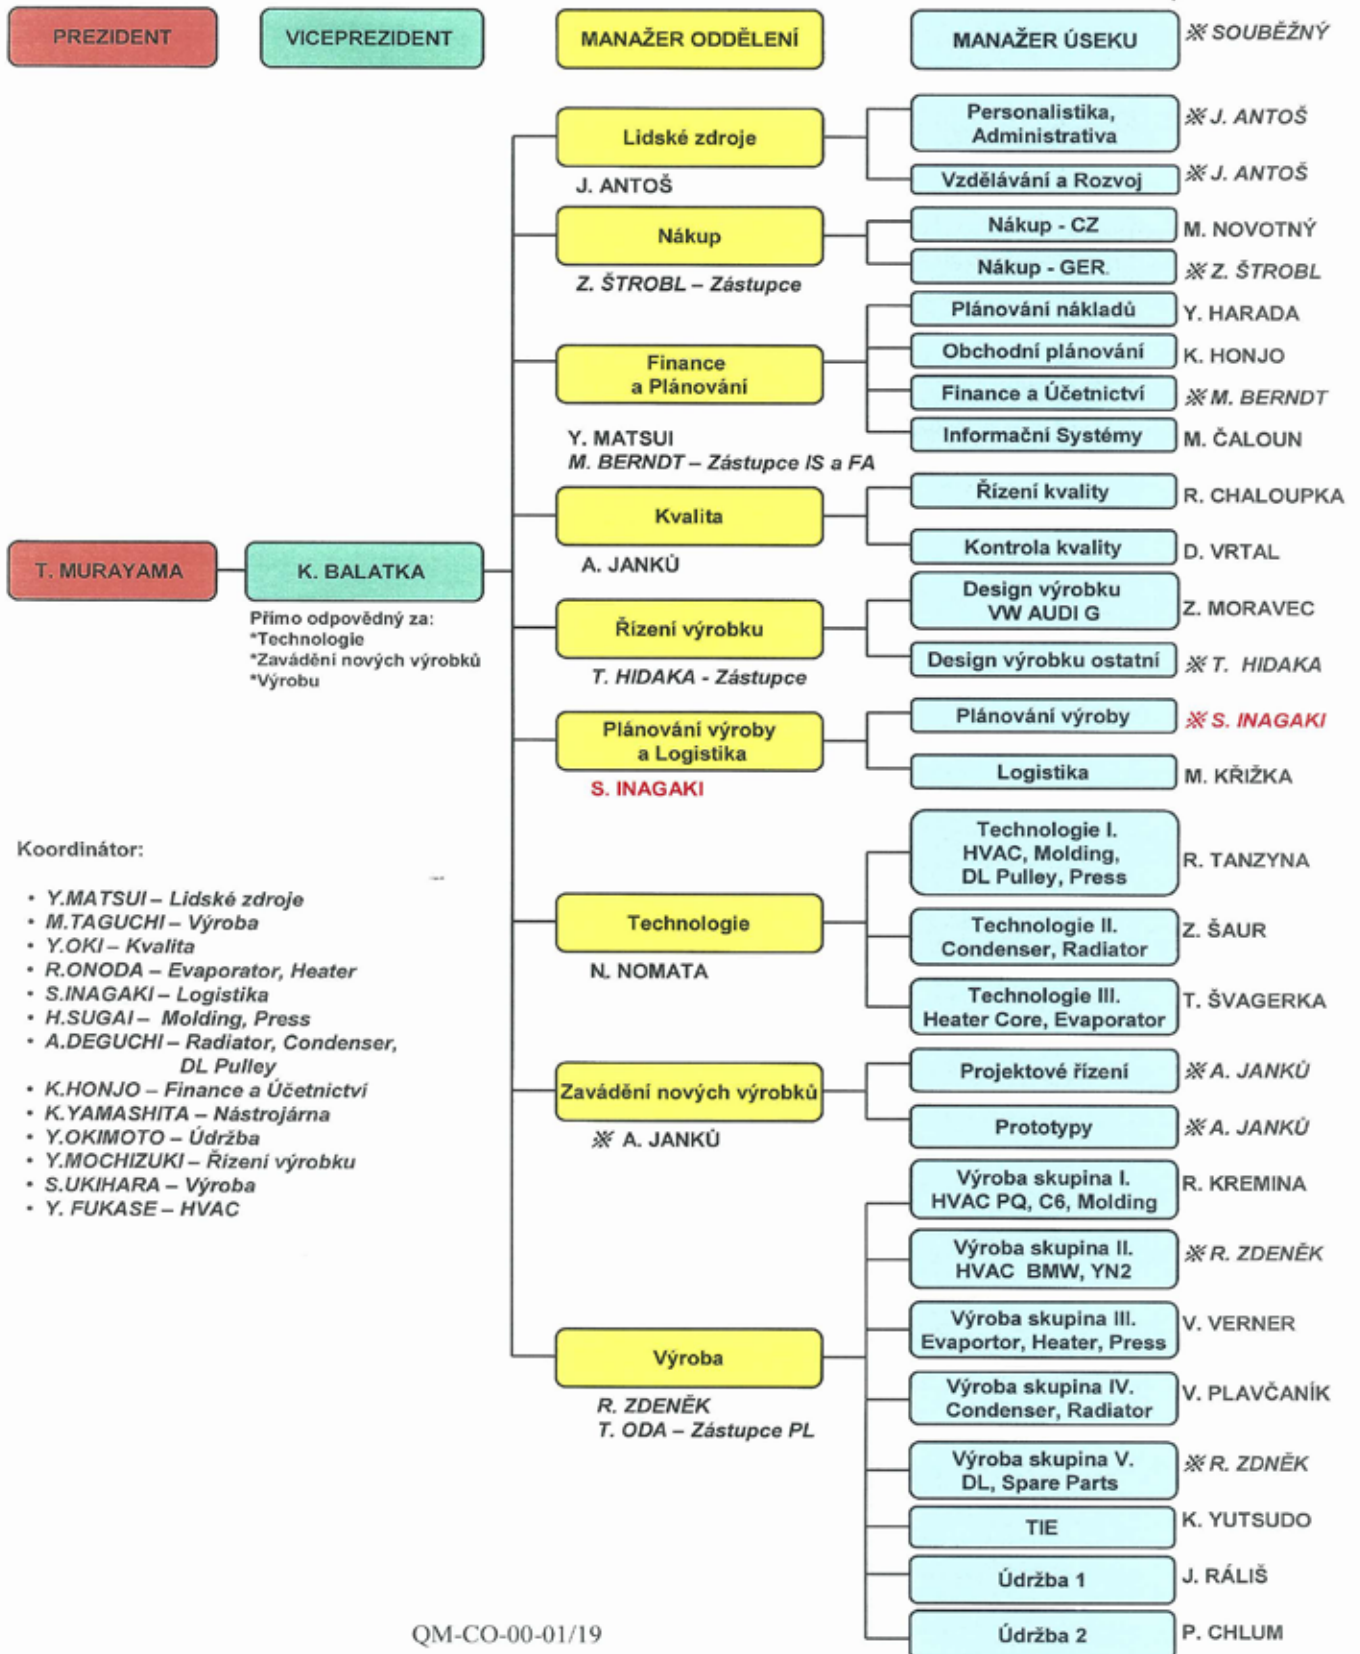 PREZIDENT
VICEPREZIDENT
MANAŽER ODDĚLENÍ
MANAŽER ÚSEKU
※ SOUBĚŽNÝ
Lidské zdroje
J. ANTOŠ
Personalistika,
Administrativa
※ J. ANTOŠ
Vzdělávání a Rozvoj
※ J. ANTOŠ
Nákup
Z. ŠTROBL – Zástupce
Nákup - CZ
M. NOVOTNÝ
Nákup - GER.
※ Z. ŠTROBL
Finance
a Plánování
Y. MATSUI
M. BERNDT – Zástupce IS a FA
Plánování nákladů
Y. HARADA
Obchodní plánování
K. HONJO
Finance a Účetnictví
※ M. BERNDT
Informační Systémy
M. ČALOUN
Kvalita
A. JANKŮ
Řízení kvality
R. CHALOUPKA
Kontrola kvality
D. VRTAL
T. MURAYAMA
K. BALATKA
Přímo odpovědný za:
*Technologie
*Zavádění nových výrobků
*Výrobu
Řízení výrobku
T. HIDAKA - Zástupce
Design výrobku
VW AUDI G
Z. MORAVEC
Design výrobku ostatní
※ T. HIDAKA
Plánování výroby
a Logistika
S. INAGAKI
Plánování výroby
※ S. INAGAKI
Logistika
M. KŘIŽKA
Koordinátor:
• Y.MATSUI – Lidské zdroje
• M.TAGUCHI – Výroba
• Y.OKI – Kvalita
• R.ONODA – Evaporator, Heater
• S.INAGAKI – Logistika
• H.SUGAI – Molding, Press
• A.DEGUCHI – Radiator, Condenser,
DL Pulley
• K.HONJO – Finance a Účetnictví
• K.YAMASHITA – Nástrojárna
• Y.OKIMOTO – Údržba
• Y.MOCHIZUKI – Řízení výrobku
• S.UKIHARA – Výroba
• Y. FUKASE – HVAC
Technologie
N. NOMATA
Technologie I.
HVAC, Molding,
DL Pulley, Press
R. TANZYNA
Technologie II.
Condenser, Radiator
Z. ŠAUR
Technologie III.
Heater Core, Evaporator
T. ŠVAGERKA
Zavádění nových výrobků
※ A. JANKŮ
Projektové řízení
※ A. JANKŮ
Prototypy
※ A. JANKŮ
Výroba
R. ZDENĚK
T. ODA – Zástupce PL
Výroba skupina I.
HVAC PQ, C6, Molding
R. KREMINA
Výroba skupina II.
HVAC BMW, YN2
※ R. ZDENĚK
Výroba skupina III.
Evaportor, Heater, Press
V. VERNER
Výroba skupina IV.
Condenser, Radiator
V. PLAVČANÍK
Výroba skupina V.
DL, Spare Parts
※ R. ZDNĚK
TIE
K. YUTSUDO
Údržba 1
J. RÁLIŠ
Údržba 2
P. CHLUM
QM-CO-00-01/19